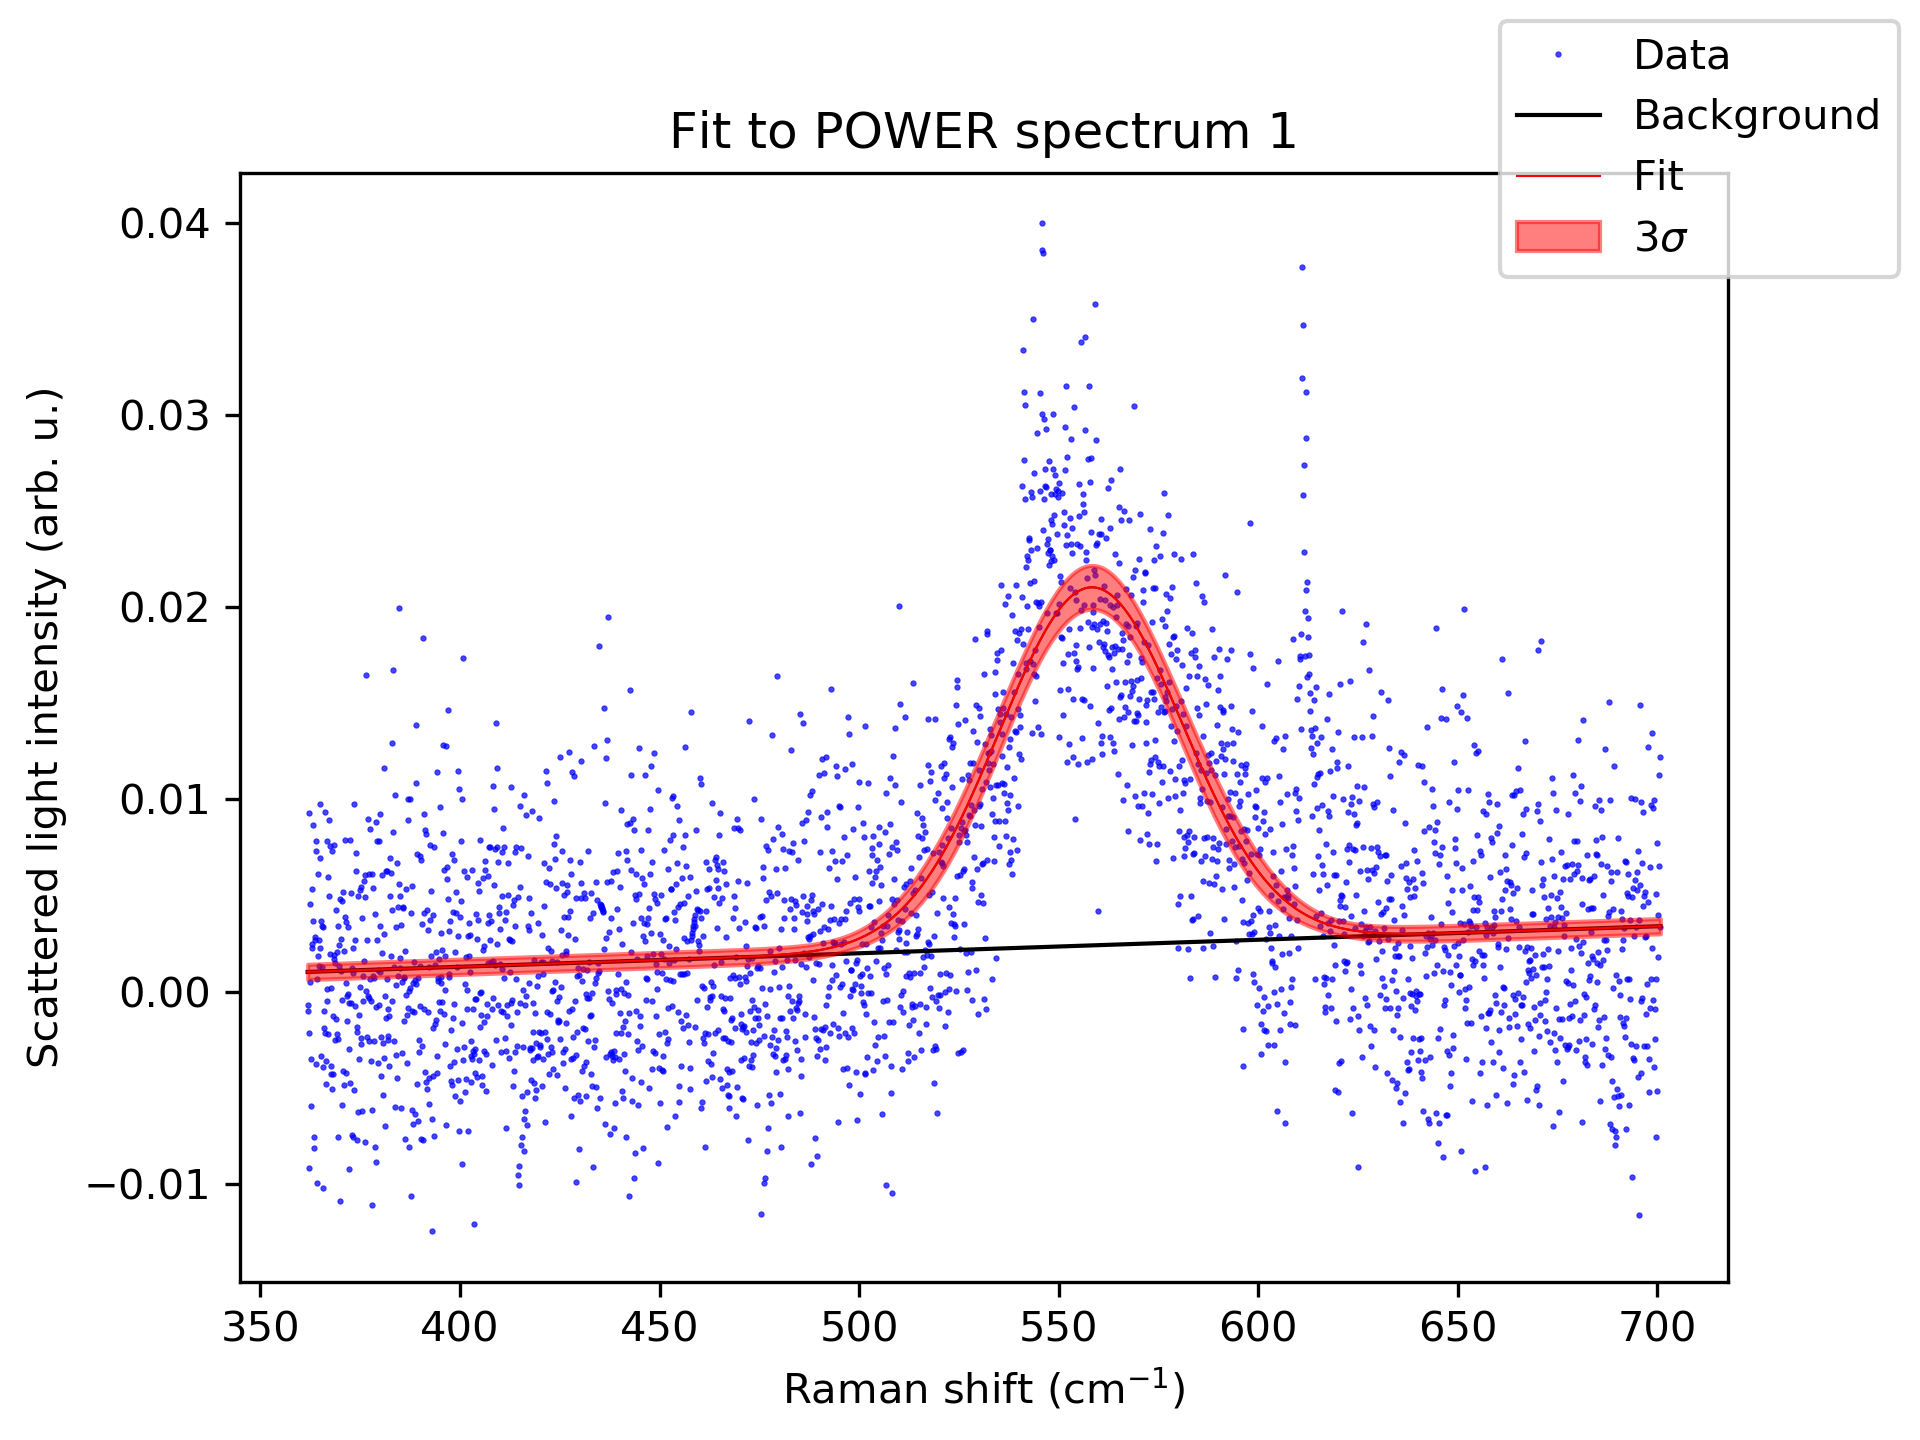 Data
Background
Fit
3σ
Fit to POWER spectrum 1
Scattered light intensity (arb. u.)
0.04
0.03
0.02
0.01
0.00
−0.01
350 400 450 500 550 600 650 700
Raman shift (cm⁻¹)